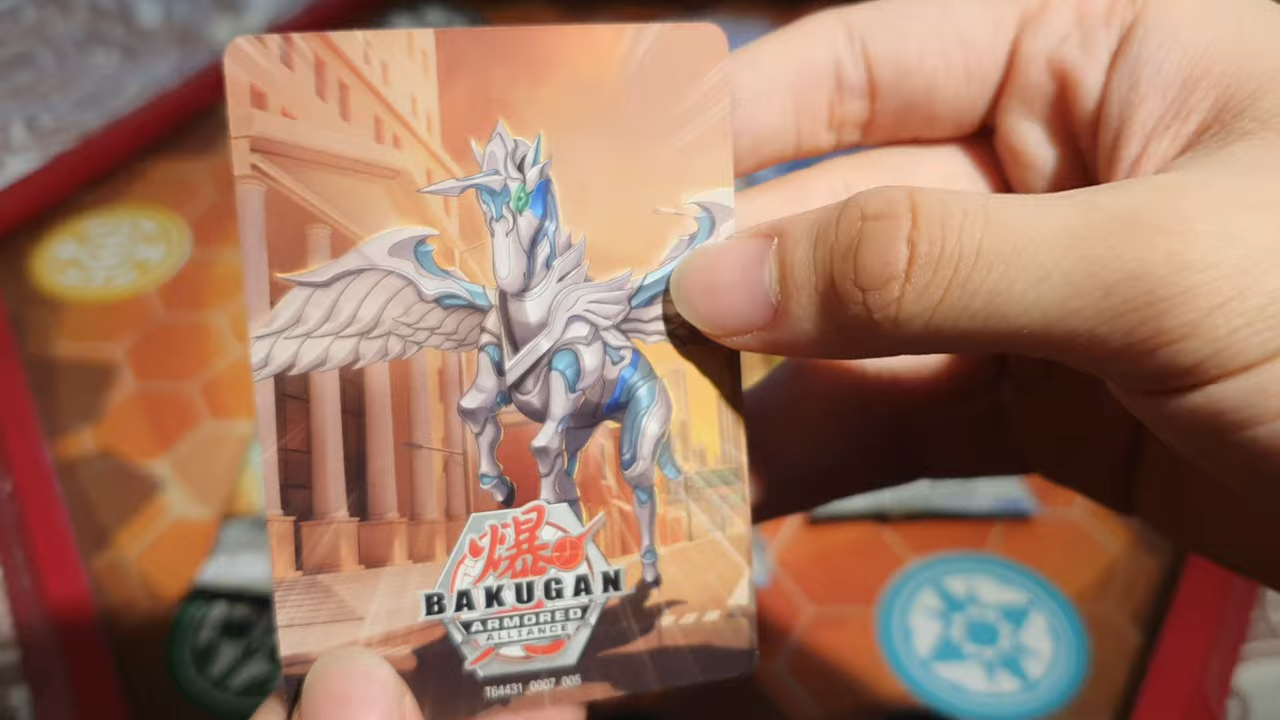 爆
BAKUGAN
ARMORED
ALLIANCE
T64431_0007_005